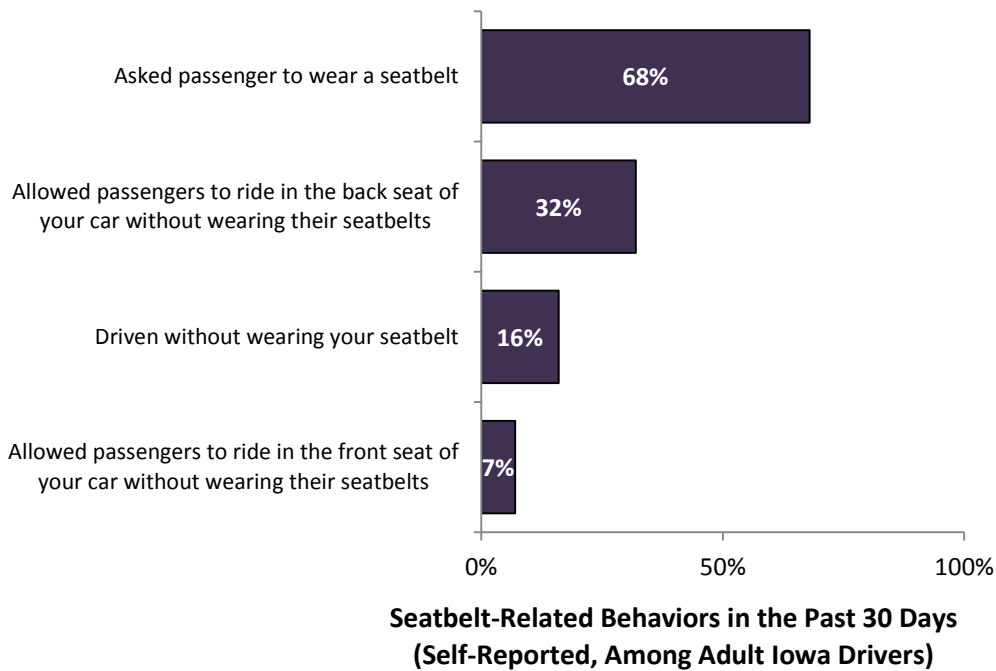 Asked passenger to wear a seatbelt
68%
Allowed passengers to ride in the back seat of
your car without wearing their seatbelts
32%
Driven without wearing your seatbelt
16%
Allowed passengers to ride in the front seat of
your car without wearing their seatbelts
7%
0%
50%
100%
Seatbelt-Related Behaviors in the Past 30 Days
(Self-Reported, Among Adult Iowa Drivers)